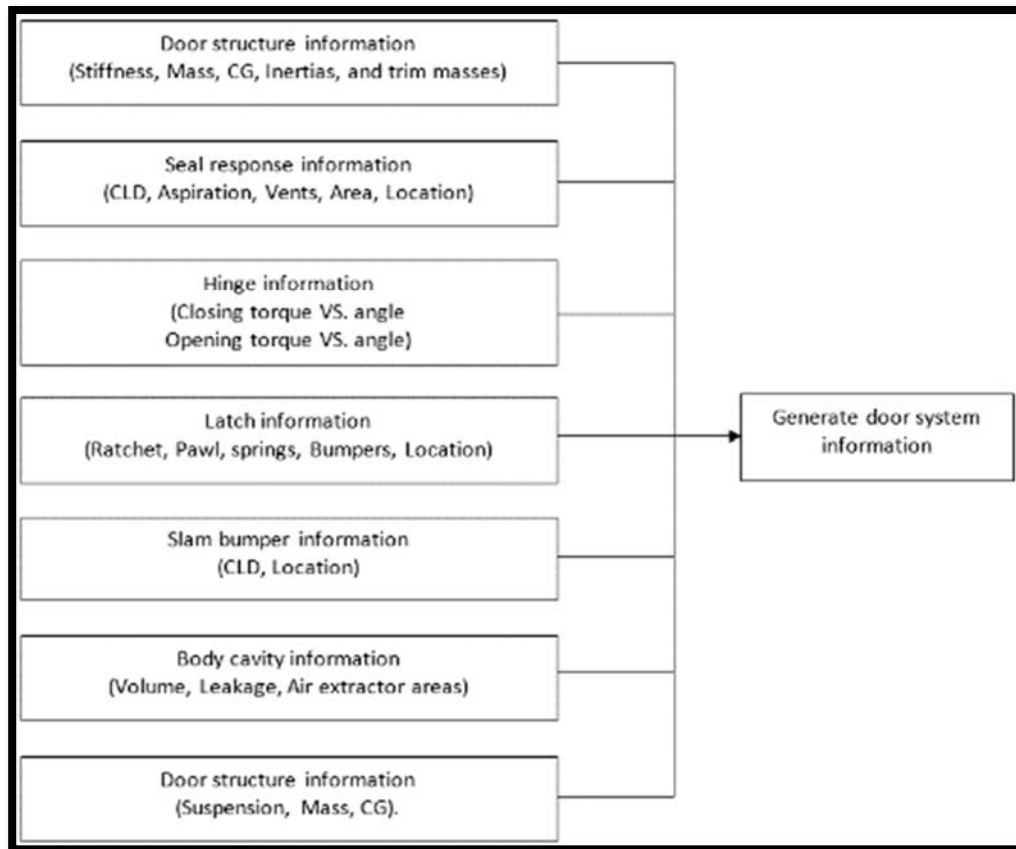 Door structure information
(Stiffness, Mass, CG, Inertias, and trim masses)
Seal response information
(CLD, Aspiration, Vents, Area, Location)
Hinge information
(Closing torque VS. angle
Opening torque VS. angle)
Latch information
(Ratchet, Pawl, springs, Bumpers, Location)
Slam bumper information
(CLD, Location)
Body cavity information
(Volume, Leakage, Air extractor areas)
Door structure information
(Suspension, Mass, CG).
Generate door system
information